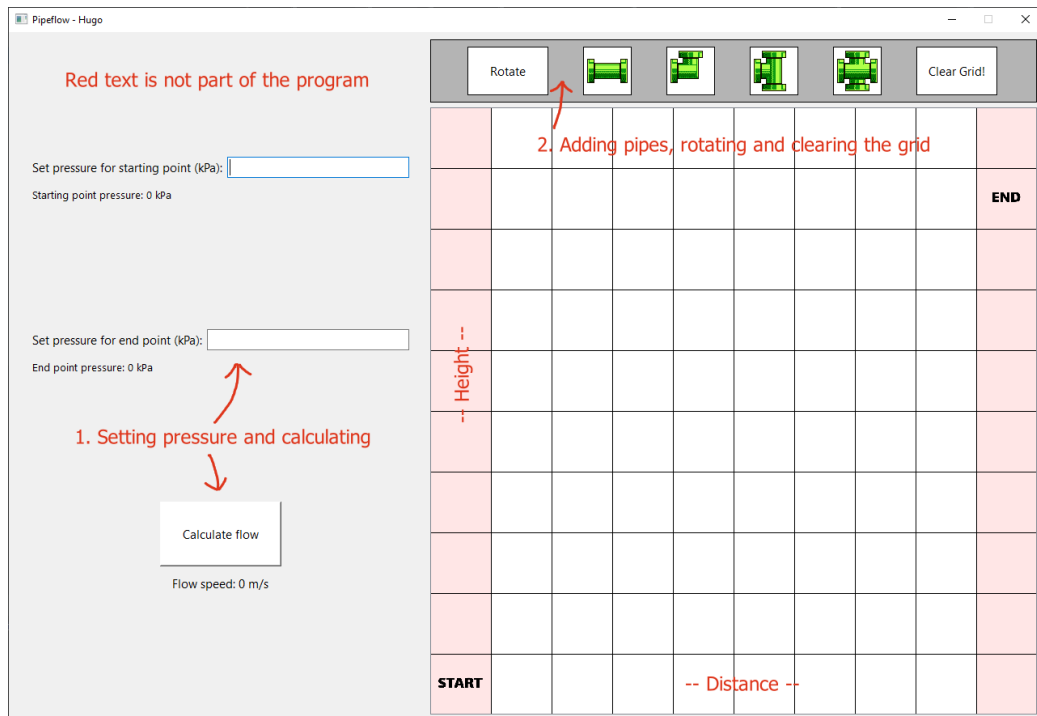 Pipeflow - Hugo
Red text is not part of the program
Rotate
Clear Grid!
2. Adding pipes, rotating and clearing the grid
Set pressure for starting point (kPa):
Starting point pressure: 0 kPa
END
Set pressure for end point (kPa):
End point pressure: 0 kPa
-- Height --
1. Setting pressure and calculating
Calculate flow
Flow speed: 0 m/s
START
-- Distance --